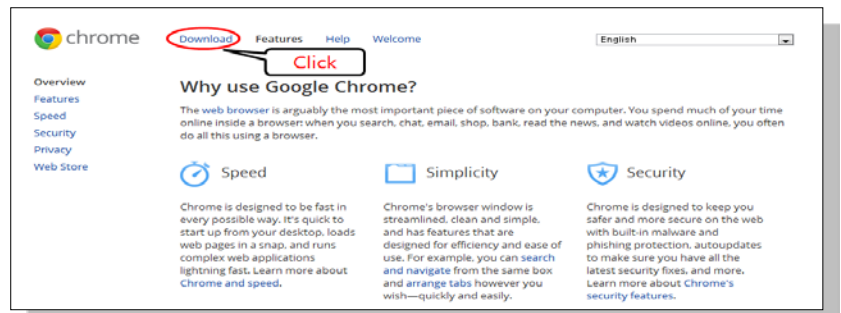 chrome
Download Features Help Welcome
English
Click
Overview
Features
Speed
Security
Privacy
Web Store
Why use Google Chrome?
The web browser is arguably the most important piece of software on your computer. You spend much of your time
online inside a browser: when you search, chat, email, shop, bank, read the news, and watch videos online, you often
do all this using a browser.
Speed
Chrome is designed to be fast in
every possible way. It's quick to
start up from your desktop, loads
web pages in a snap, and runs
complex web applications
lightning fast. Learn more about
Chrome and speed.
Simplicity
Chrome's browser window is
streamlined, clean and simple,
and has features that are
designed for efficiency and ease of
use. For example, you can search
and navigate from the same box
and arrange tabs however you
wish—quickly and easily.
Security
Chrome is designed to keep you
safer and more secure on the web
with built-in malware and
phishing protection, autoupdates
to make sure you have all the
latest security fixes, and more.
Learn more about Chrome's
security features.